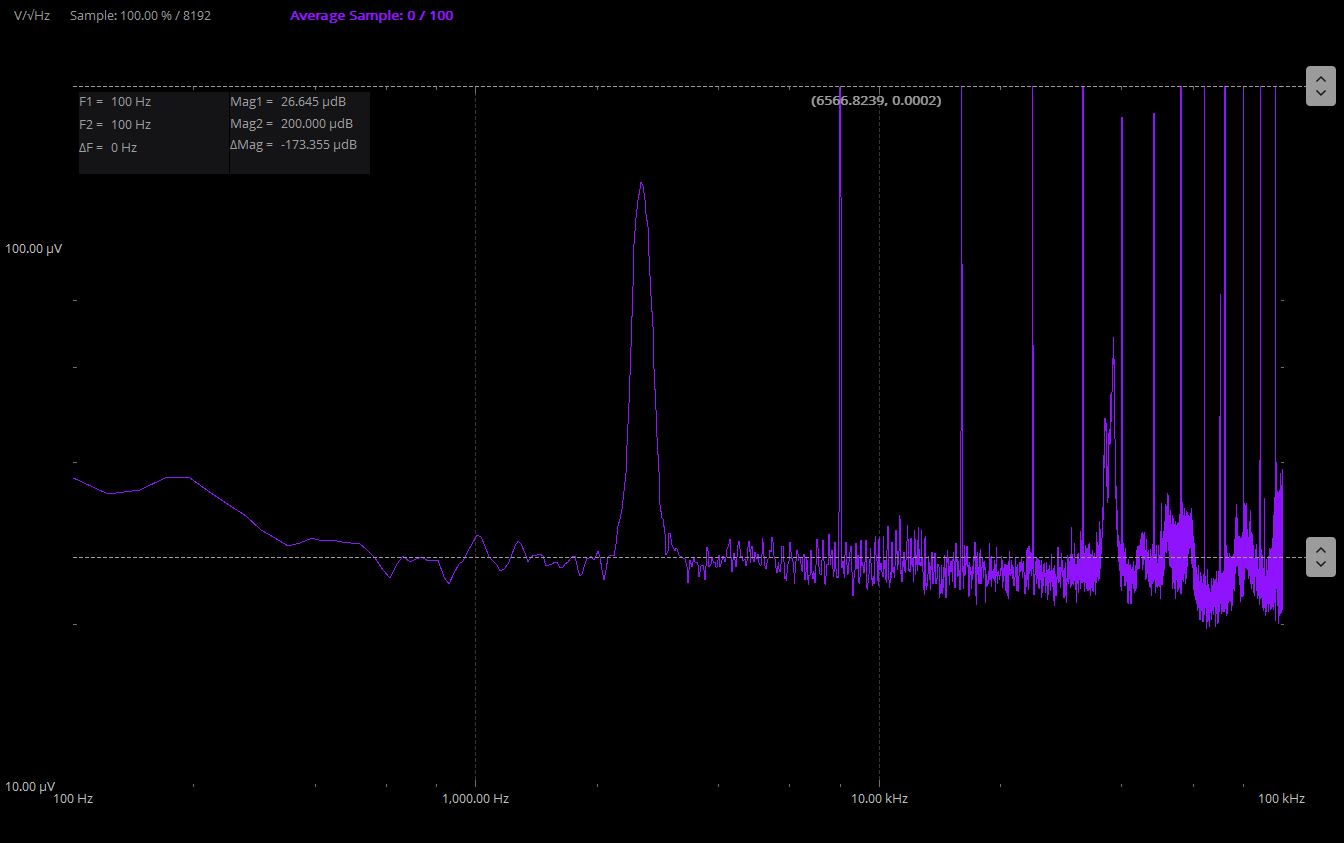 V/√Hz Sample: 100.00 % / 8192 Average Sample: 0 / 100
F1 = 100 Hz Mag1 = 26.645 µdB
(6566.8239, 0.0002)
F2 = 100 Hz Mag2 = 200.000 µdB
ΔF = 0 Hz ΔMag = -173.355 µdB
100.00 µV
10.00 µV
100 Hz 1,000.00 Hz 10.00 kHz 100 kHz